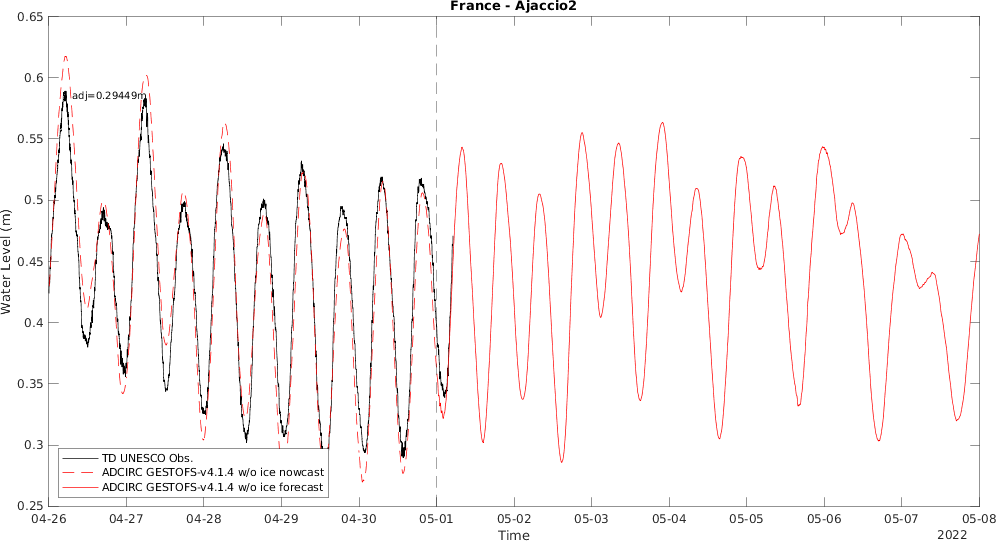 France - Ajaccio2
Water Level (m)
0.65
0.6
0.55
0.5
0.45
0.4
0.35
0.3
0.25
adj=0.29449m
TD UNESCO Obs.
ADCIRC GESTOFS-v4.1.4 w/o ice nowcast
ADCIRC GESTOFS-v4.1.4 w/o ice forecast
04-26 04-27 04-28 04-29 04-30 05-01 05-02 05-03 05-04 05-05 05-06 05-07 05-08
Time
2022